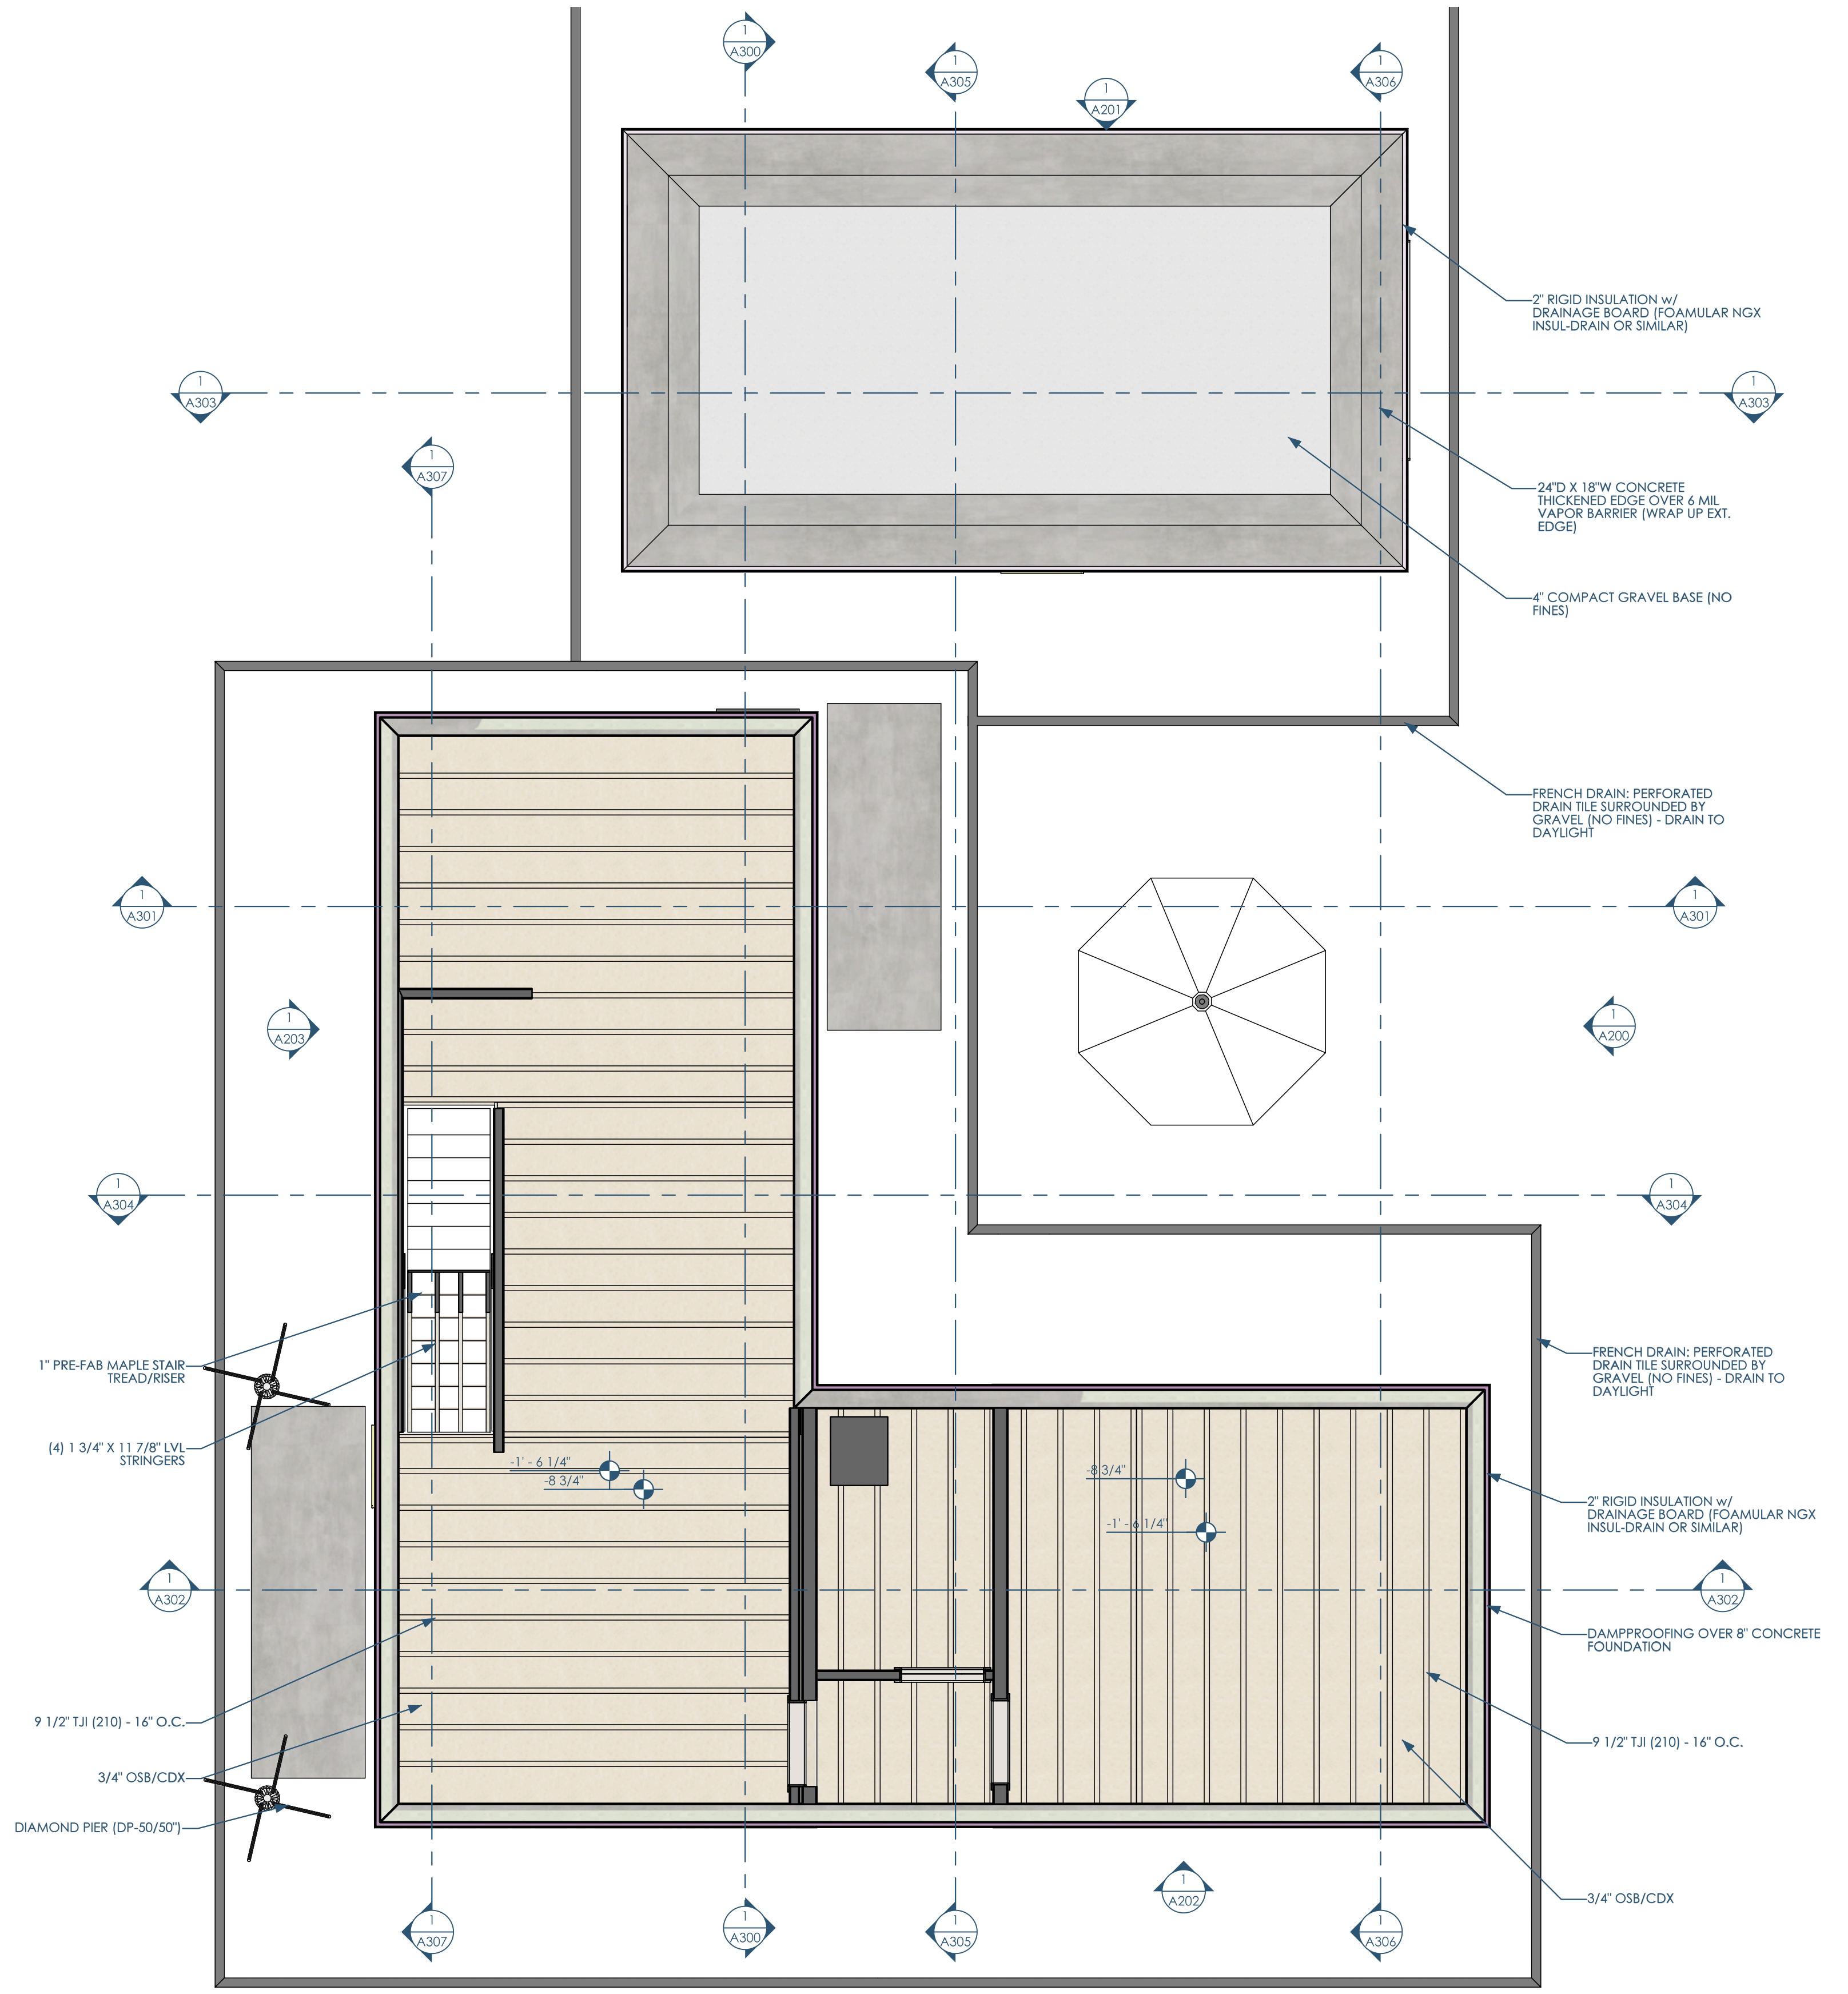 1
A300
1
A305
1
A306
1
A201
2" RIGID INSULATION w/
DRAINAGE BOARD (FOAMULAR NGX
INSUL-DRAIN OR SIMILAR)
1
A303
1
A303
1
A307
24"D X 18"W CONCRETE
THICKENED EDGE OVER 6 MIL
VAPOR BARRIER (WRAP UP EXT.
EDGE)
4" COMPACT GRAVEL BASE (NO
FINES)
FRENCH DRAIN: PERFORATED
DRAIN TILE SURROUNDED BY
GRAVEL (NO FINES) - DRAIN TO
DAYLIGHT
1
A301
1
A301
1
A203
1
A200
1
A304
1
A304
1" PRE-FAB MAPLE STAIR
TREAD/RISER
FRENCH DRAIN: PERFORATED
DRAIN TILE SURROUNDED BY
GRAVEL (NO FINES) - DRAIN TO
DAYLIGHT
(4) 1 3/4" X 11 7/8" LVL
STRINGERS
-1' - 6 1/4"
-8 3/4"
-8 3/4"
-1' - 6 1/4"
2" RIGID INSULATION w/
DRAINAGE BOARD (FOAMULAR NGX
INSUL-DRAIN OR SIMILAR)
1
A302
1
A302
DAMPPROOFING OVER 8" CONCRETE
FOUNDATION
9 1/2" TJI (210) - 16" O.C.
9 1/2" TJI (210) - 16" O.C.
3/4" OSB/CDX
DIAMOND PIER (DP-50/50")
3/4" OSB/CDX
1
A202
1
A307
1
A300
1
A305
1
A306